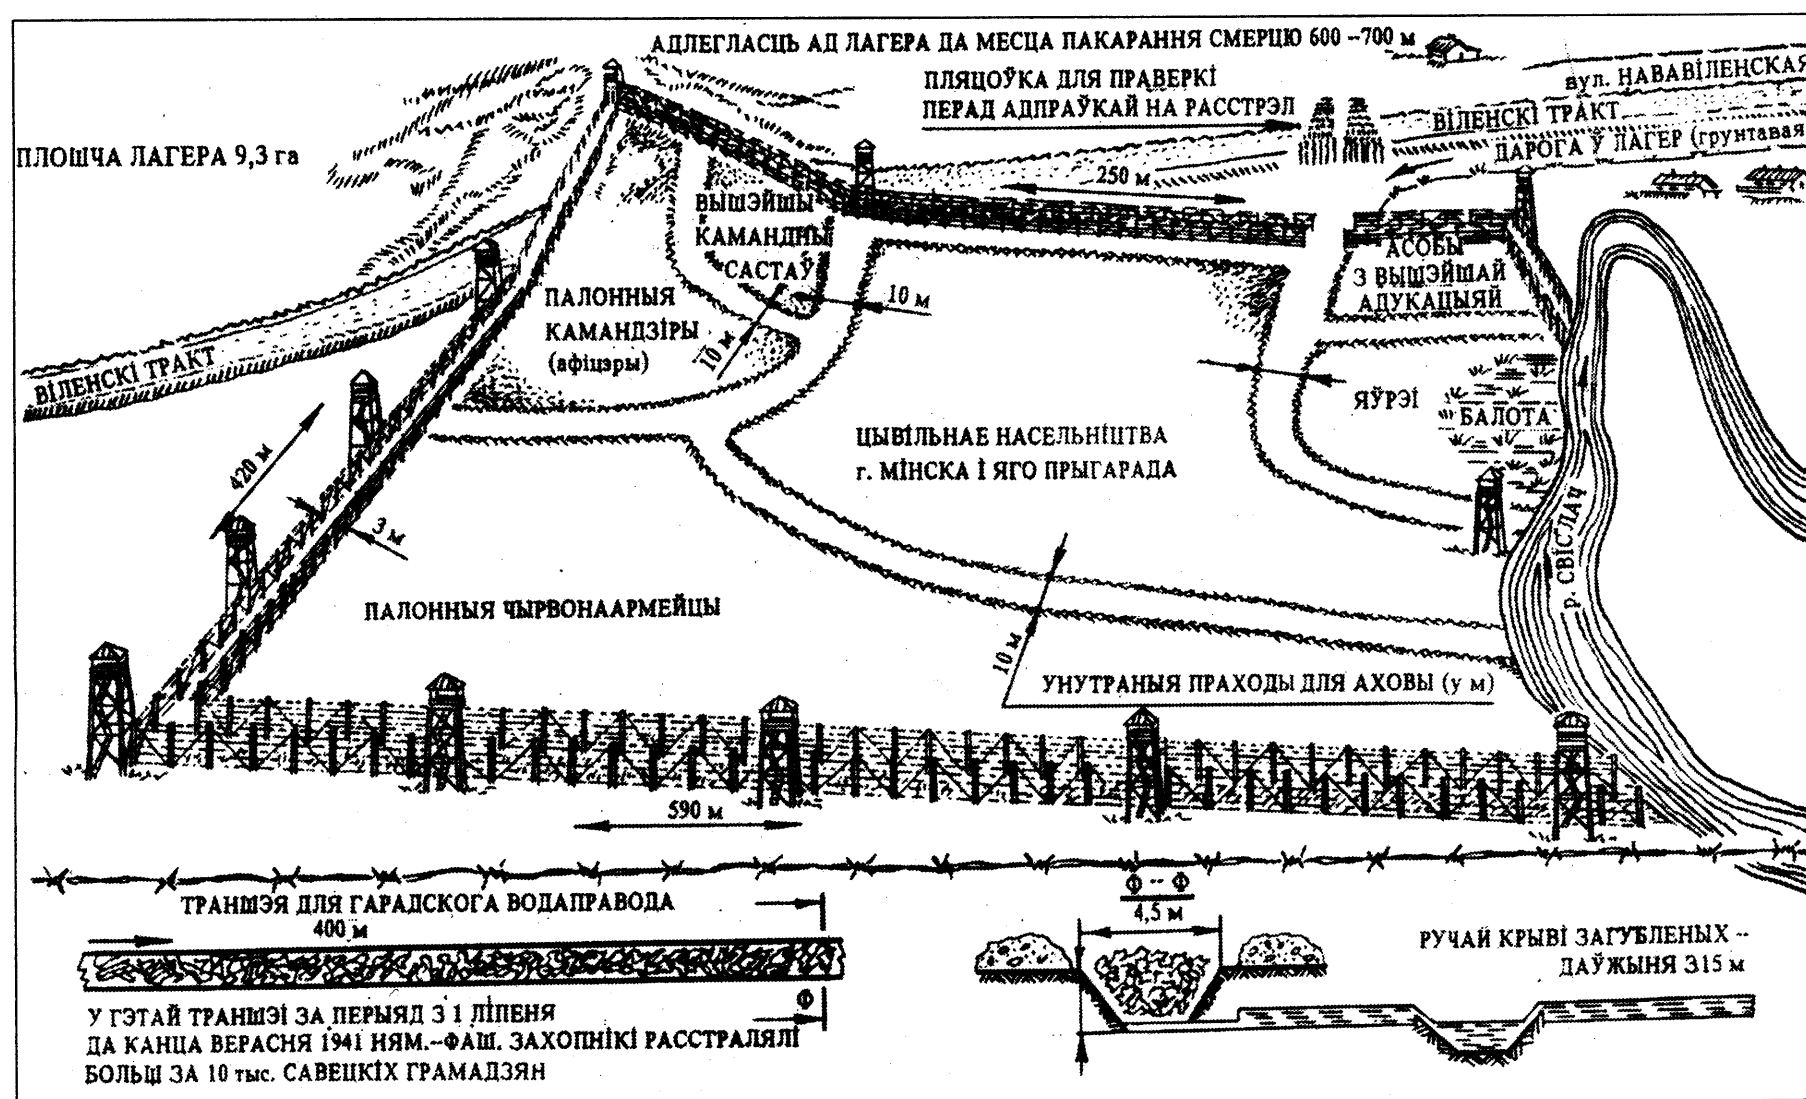 АДЛЕГЛАСЦЬ АД ЛАГЕРА ДА МЕСЦА ПАКАРАННЯ СМЕРЦЮ 600 –700 м
ПЛЯЦОЎКА ДЛЯ ПРАВЕРКІ
ПЕРАД АДПРАЎКАЙ НА РАССТРЭЛ
вул. НАВАВІЛЕНСКАЯ
ВІЛЕНСКІ ТРАКТ
ДАРОГА Ў ЛАГЕР (грунтавая
ПЛОШЧА ЛАГЕРА 9,3 га
250 м
ВЫШЭЙШЫ
КАМАНДНЫ
САСТАЎ
АСОБЫ
З ВЫШЭЙШАЙ
АДУКАЦЫЯЙ
ПАЛОННЫЯ
КАМАНДЗІРЫ
(афіцэры)
10 м
10 м
ВІЛЕНСКІ ТРАКТ
ЯЎРЭІ
БАЛОТА
ЦЫВІЛЬНАЕ НАСЕЛЬНІЦТВА
г. МІНСКА І ЯГО ПРЫГАРАДА
420 м
3 м
р. СВІСЛАЧ
ПАЛОННЫЯ ЧЫРВОНААРМЕЙЦЫ
10 м
УНУТРАНЫЯ ПРАХОДЫ ДЛЯ АХОВЫ (у м)
590 м
ТРАНШЭЯ ДЛЯ ГАРАДСКОГА ВОДАПРАВОДА
400 м
Ф
Ф -- Ф
4,5 м
РУЧАЙ КРЫВІ ЗАГУБЛЕНЫХ --
ДАЎЖЫНЯ 315 м
У ГЭТАЙ ТРАНШЭІ ЗА ПЕРЫЯД З 1 ЛІПЕНЯ
ДА КАНЦА ВЕРАСНЯ 1941 НЯМ.–ФАШ. ЗАХОПНІКІ РАССТРАЛЯЛІ
БОЛЬШ ЗА 10 тыс. САВЕЦКІХ ГРАМАДЗЯН